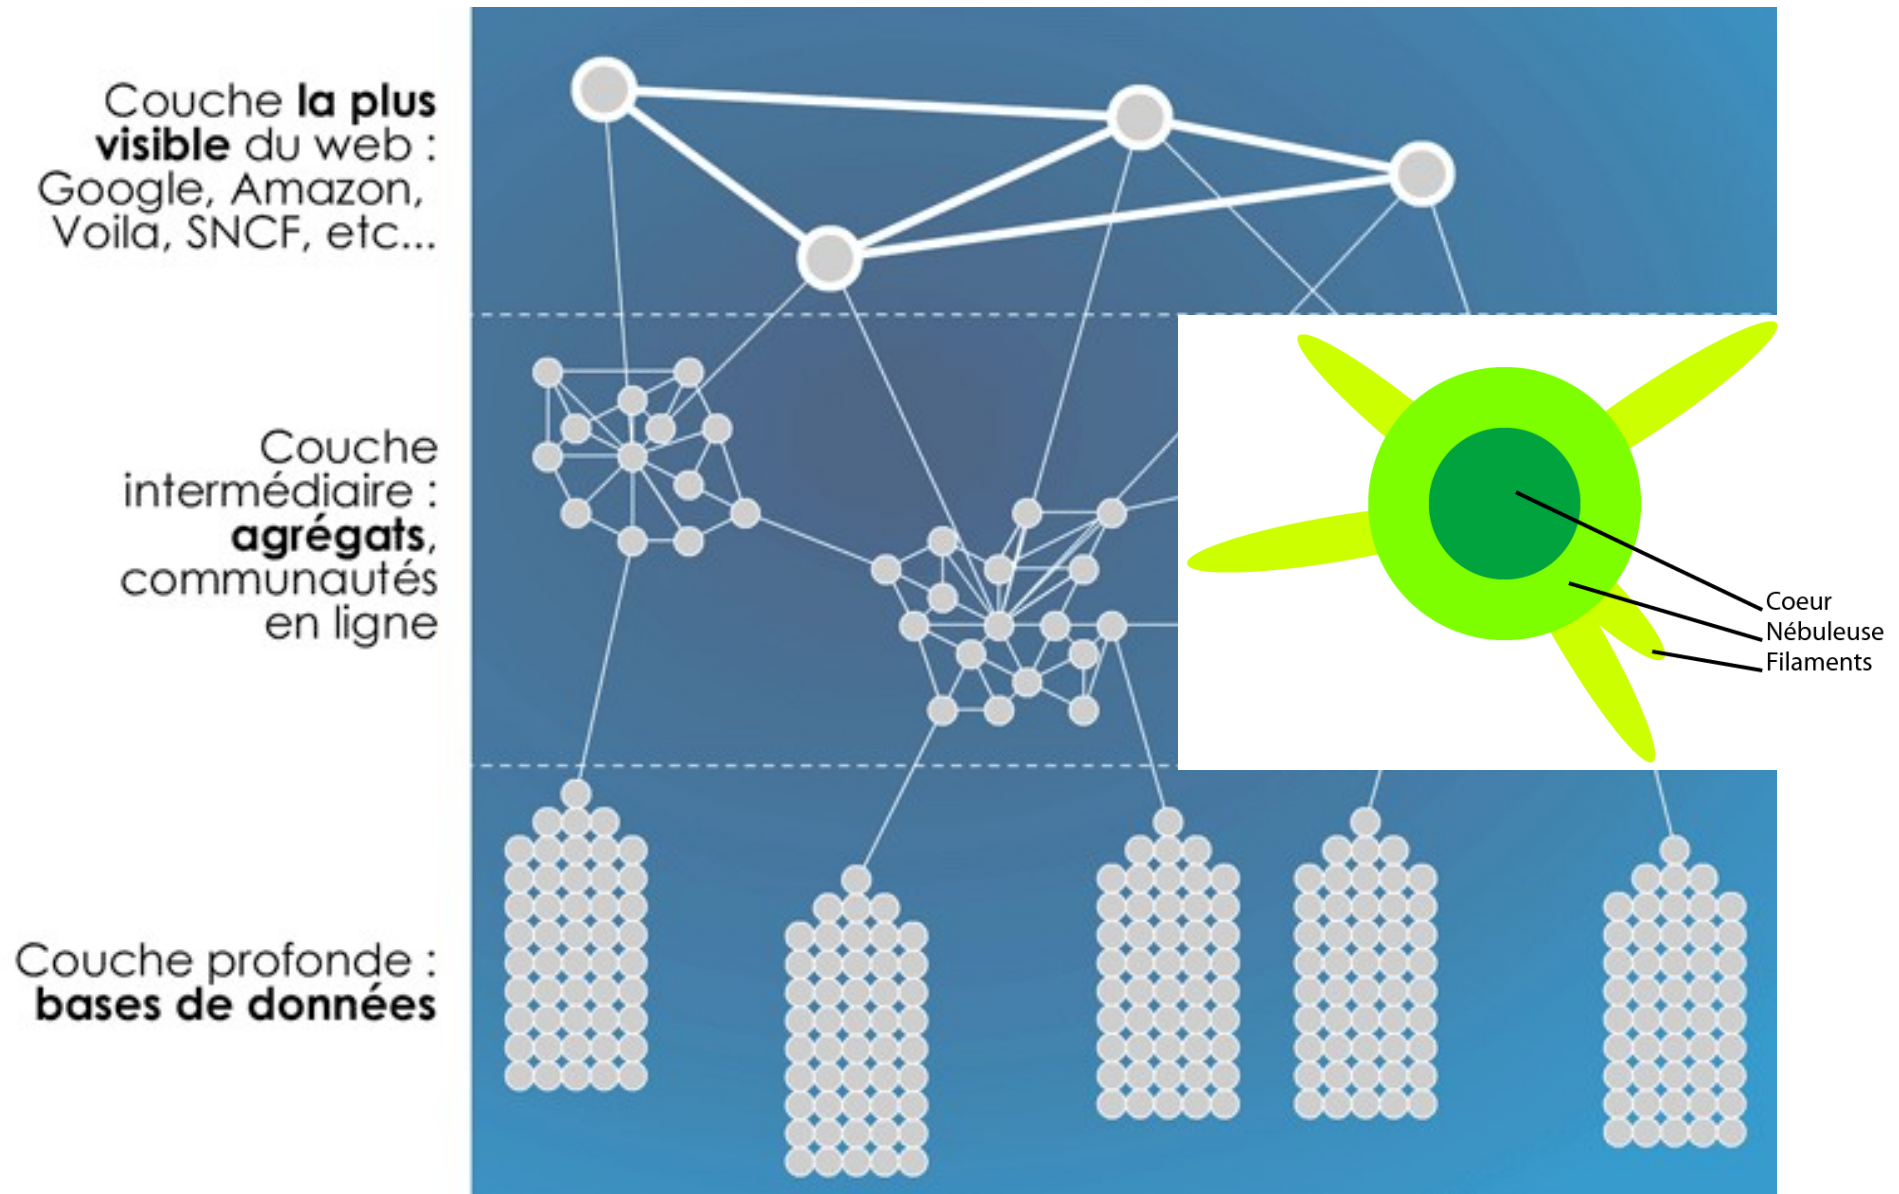 Couche la plus
visible du web :
Google, Amazon,
Voila, SNCF, etc...
Couche
intermédiaire :
agrégats,
communautés
en ligne
Coeur
Nébuleuse
Filaments
Couche profonde :
bases de données